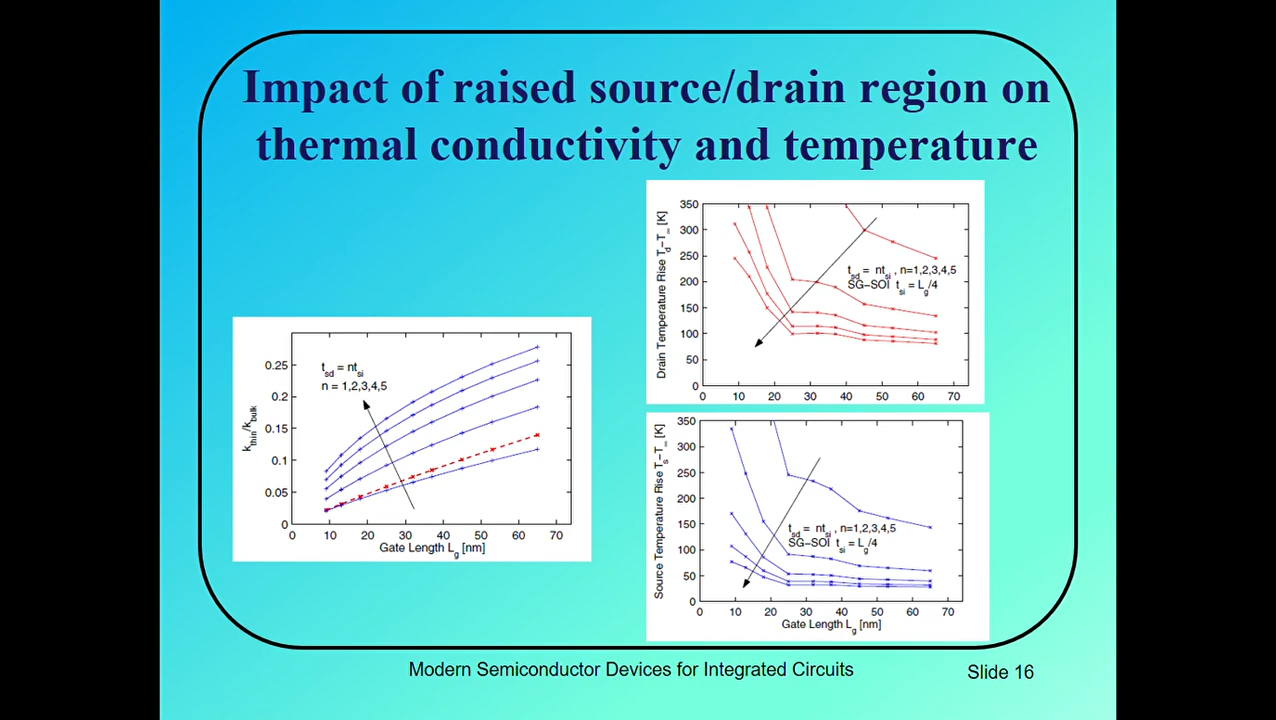 Impact of raised source/drain region on
thermal conductivity and temperature
0.25
0.2
0.15
0.1
0.05
0
k_thin/k_bulk
t_sd = nt_si
n = 1,2,3,4,5
0 10 20 30 40 50 60 70
Gate Length L_g [nm]
350
300
250
200
150
100
50
0
Drain Temperature Rise T_d−T_∞ [K]
t_sd = nt_si , n=1,2,3,4,5
SG−SOI t_si = L_g/4
0 10 20 30 40 50 60 70
350
300
250
200
150
100
50
0
Source Temperature Rise T_s−T_∞ [K]
t_sd = nt_si , n=1,2,3,4,5
SG−SOI t_si = L_g/4
0 10 20 30 40 50 60 70
Gate Length L_g [nm]
Modern Semiconductor Devices for Integrated Circuits
Slide 16